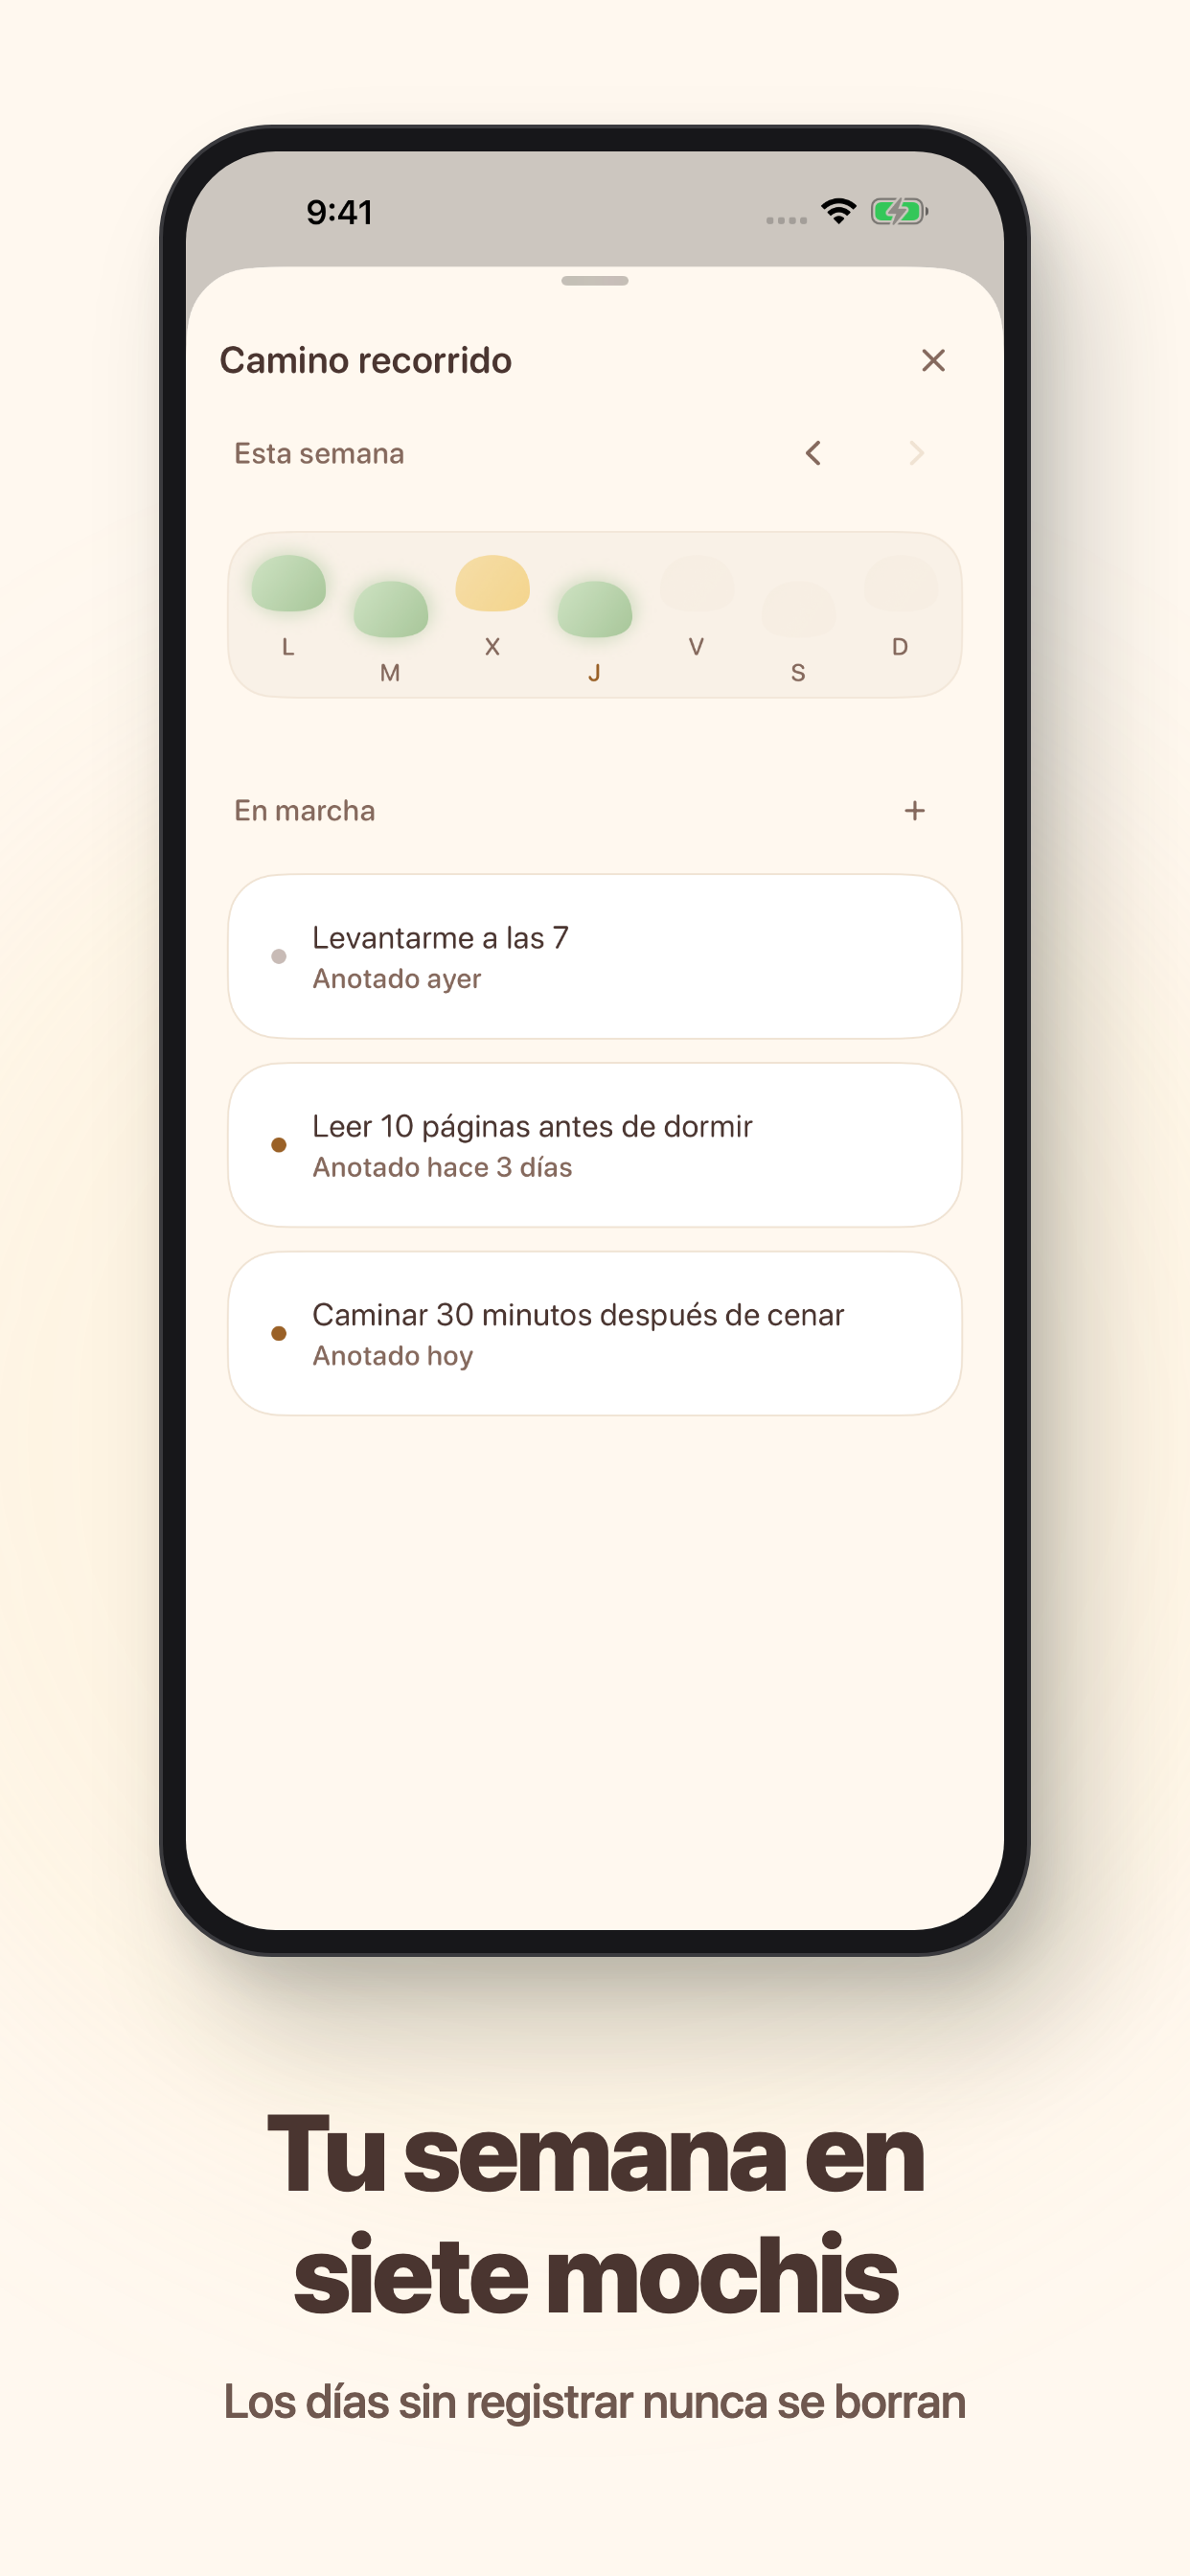 9:41
Camino recorrido
Esta semana
L M X J V S D
En marcha
Levantarme a las 7
Anotado ayer
Leer 10 páginas antes de dormir
Anotado hace 3 días
Caminar 30 minutos después de cenar
Anotado hoy
Tu semana en
siete mochis
Los días sin registrar nunca se borran